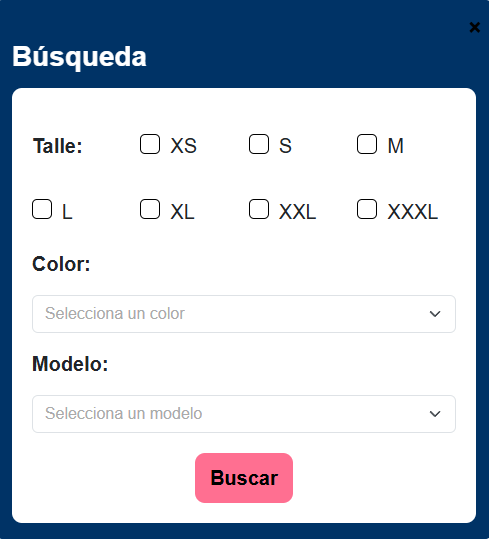 ×
Búsqueda
Talle: XS S M
L XL XXL XXXL
Color:
Selecciona un color
Modelo:
Selecciona un modelo
Buscar